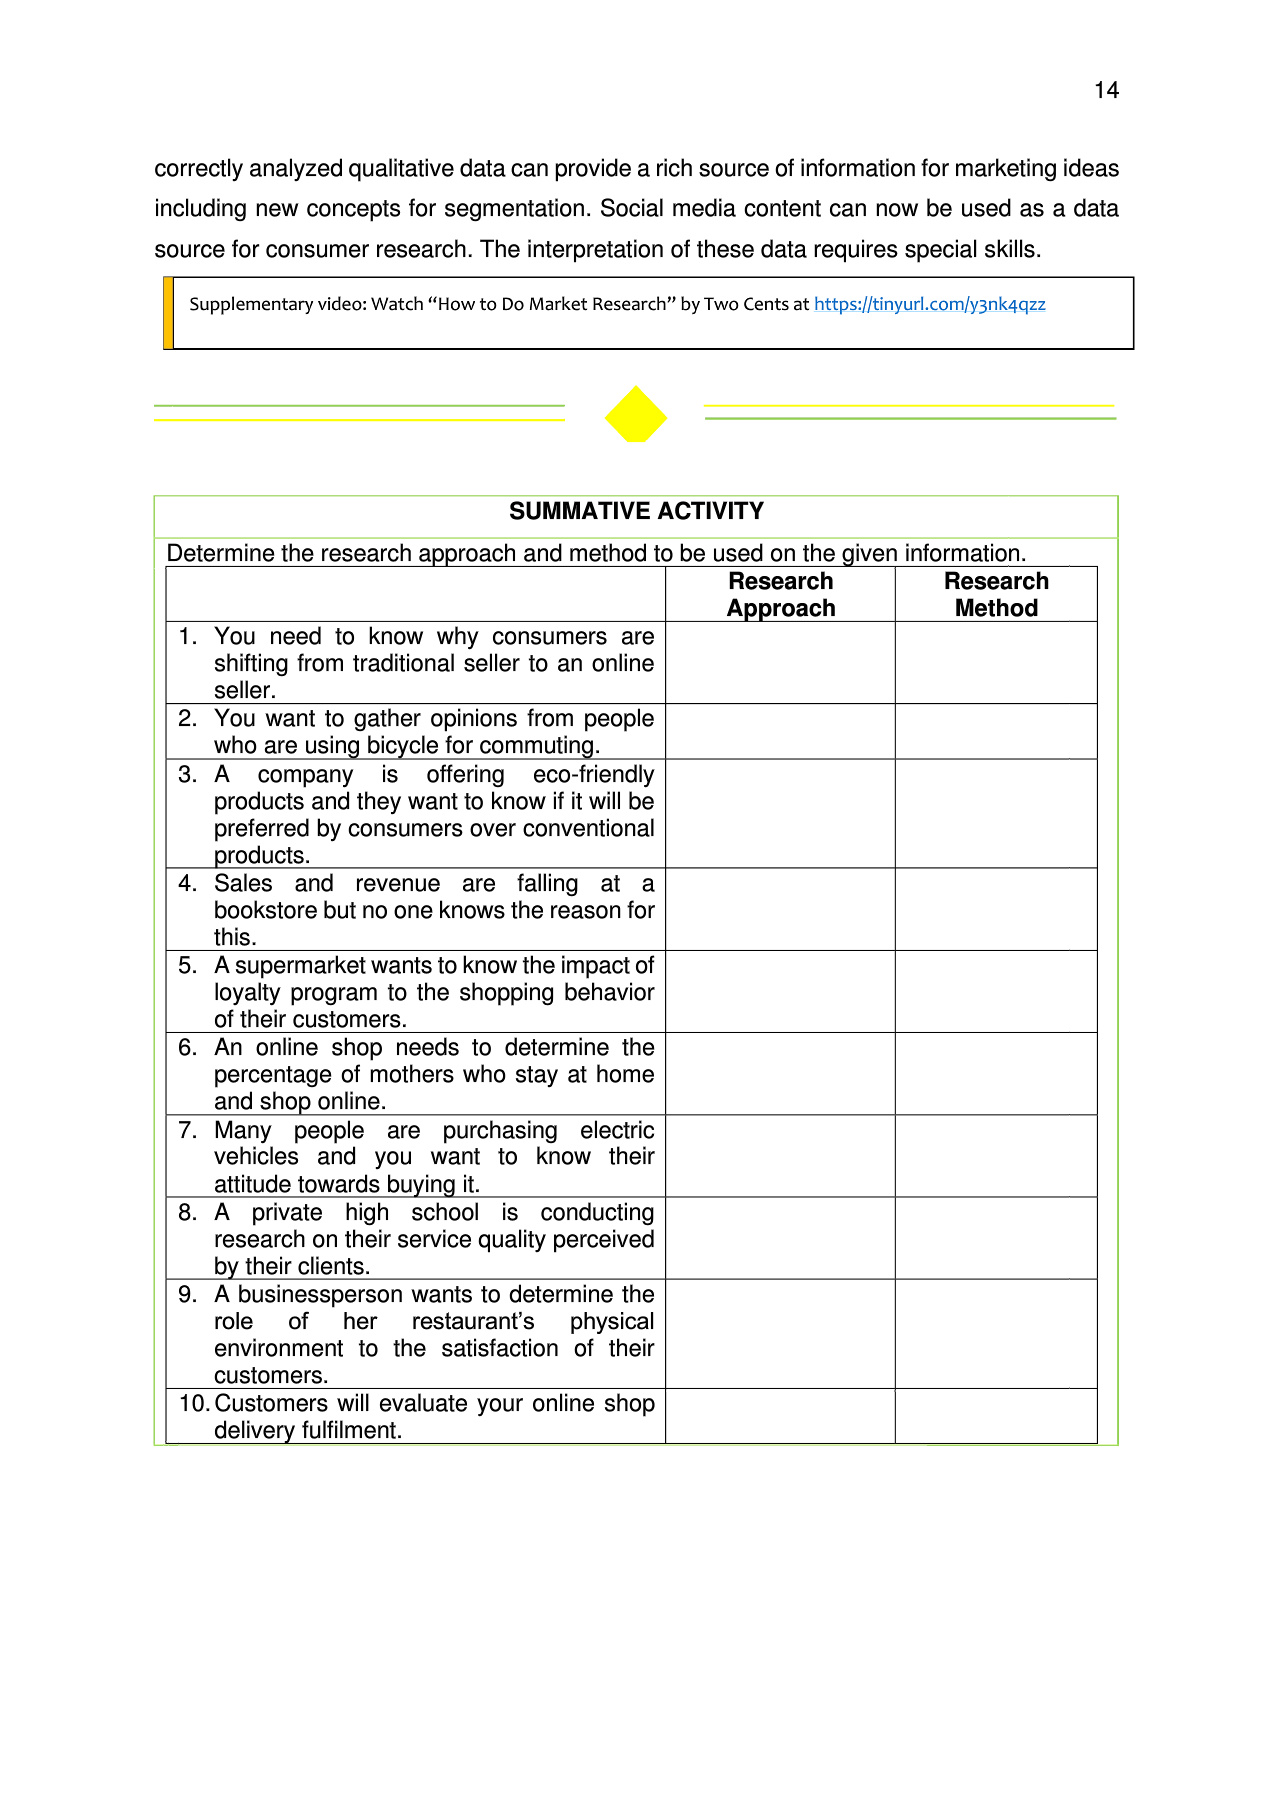 14
correctly analyzed qualitative data can provide a rich source of information for marketing ideas
including new concepts for segmentation. Social media content can now be used as a data
source for consumer research. The interpretation of these data requires special skills.
Supplementary video: Watch “How to Do Market Research” by Two Cents at https://tinyurl.com/y3nk4qzz
SUMMATIVE ACTIVITY
Determine the research approach and method to be used on the given information.
Research
Approach
Research
Method
1. You need to know why consumers are
shifting from traditional seller to an online
seller.
2. You want to gather opinions from people
who are using bicycle for commuting.
3. A company is offering eco-friendly
products and they want to know if it will be
preferred by consumers over conventional
products.
4. Sales and revenue are falling at a
bookstore but no one knows the reason for
this.
5. A supermarket wants to know the impact of
loyalty program to the shopping behavior
of their customers.
6. An online shop needs to determine the
percentage of mothers who stay at home
and shop online.
7. Many people are purchasing electric
vehicles and you want to know their
attitude towards buying it.
8. A private high school is conducting
research on their service quality perceived
by their clients.
9. A businessperson wants to determine the
role of her restaurant’s physical
environment to the satisfaction of their
customers.
10. Customers will evaluate your online shop
delivery fulfilment.